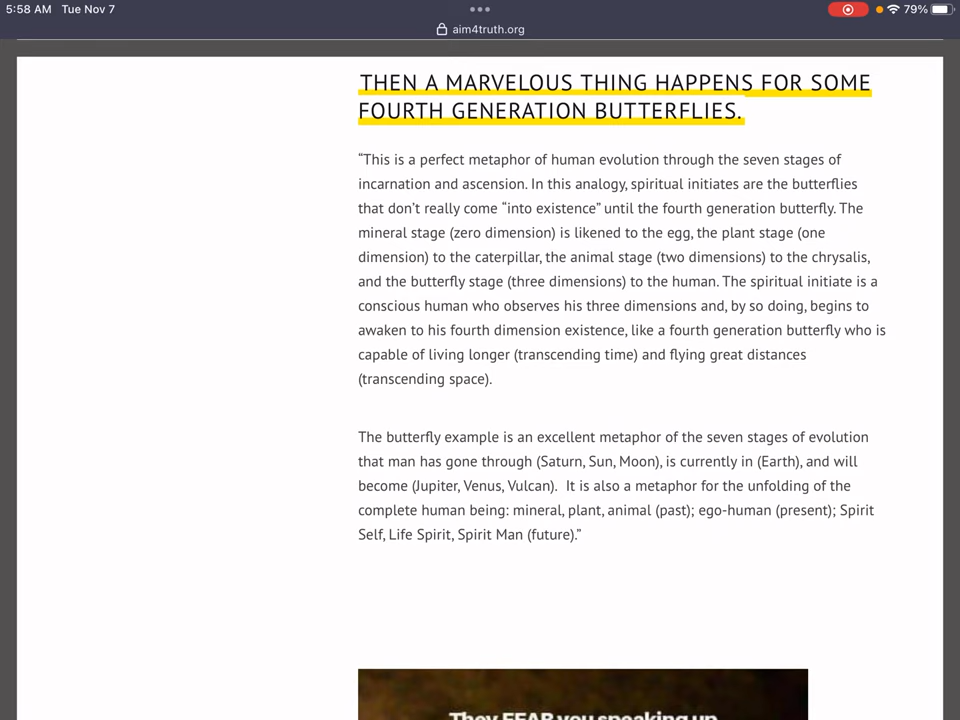 5:58 AM Tue Nov 7
79%
aim4truth.org
THEN A MARVELOUS THING HAPPENS FOR SOME
FOURTH GENERATION BUTTERFLIES.
“This is a perfect metaphor of human evolution through the seven stages of
incarnation and ascension. In this analogy, spiritual initiates are the butterflies
that don’t really come “into existence” until the fourth generation butterfly. The
mineral stage (zero dimension) is likened to the egg, the plant stage (one
dimension) to the caterpillar, the animal stage (two dimensions) to the chrysalis,
and the butterfly stage (three dimensions) to the human. The spiritual initiate is a
conscious human who observes his three dimensions and, by so doing, begins to
awaken to his fourth dimension existence, like a fourth generation butterfly who is
capable of living longer (transcending time) and flying great distances
(transcending space).
The butterfly example is an excellent metaphor of the seven stages of evolution
that man has gone through (Saturn, Sun, Moon), is currently in (Earth), and will
become (Jupiter, Venus, Vulcan).  It is also a metaphor for the unfolding of the
complete human being: mineral, plant, animal (past); ego-human (present); Spirit
Self, Life Spirit, Spirit Man (future).”
They FEAR you speaking up